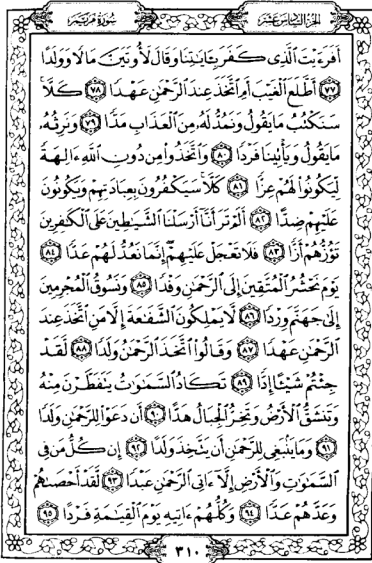 الجزء السادس عشر
سورة مريم
أَفَرَءَيْتَ ٱلَّذِى كَفَرَ بِـَٔايَـٰتِنَا وَقَالَ لَأُوتَيَنَّ مَالًا وَوَلَدًا
٧٧ أَطَّلَعَ ٱلْغَيْبَ أَمِ ٱتَّخَذَ عِندَ ٱلرَّحْمَـٰنِ عَهْدًا ٧٨ كَلَّا ۚ
سَنَكْتُبُ مَا يَقُولُ وَنَمُدُّ لَهُۥ مِنَ ٱلْعَذَابِ مَدًّا ٧٩ وَنَرِثُهُۥ
مَا يَقُولُ وَيَأْتِينَا فَرْدًا ٨٠ وَٱتَّخَذُوا۟ مِن دُونِ ٱللَّهِ ءَالِهَةً
لِّيَكُونُوا۟ لَهُمْ عِزًّا ٨١ كَلَّا ۚ سَيَكْفُرُونَ بِعِبَادَتِهِمْ وَيَكُونُونَ
عَلَيْهِمْ ضِدًّا ٨٢ أَلَمْ تَرَ أَنَّآ أَرْسَلْنَا ٱلشَّيَـٰطِينَ عَلَى ٱلْكَـٰفِرِينَ
تَؤُزُّهُمْ أَزًّا ٨٣ فَلَا تَعْجَلْ عَلَيْهِمْ ۖ إِنَّمَا نَعُدُّ لَهُمْ عَدًّا ٨٤
يَوْمَ نَحْشُرُ ٱلْمُتَّقِينَ إِلَى ٱلرَّحْمَـٰنِ وَفْدًا ٨٥ وَنَسُوقُ ٱلْمُجْرِمِينَ
إِلَىٰ جَهَنَّمَ وِرْدًا ٨٦ لَّا يَمْلِكُونَ ٱلشَّفَـٰعَةَ إِلَّا مَنِ ٱتَّخَذَ عِندَ
ٱلرَّحْمَـٰنِ عَهْدًا ٨٧ وَقَالُوا۟ ٱتَّخَذَ ٱلرَّحْمَـٰنُ وَلَدًا ٨٨ لَّقَدْ
جِئْتُمْ شَيْـًٔا إِدًّا ٨٩ تَكَادُ ٱلسَّمَـٰوَٰتُ يَتَفَطَّرْنَ مِنْهُ
وَتَنشَقُّ ٱلْأَرْضُ وَتَخِرُّ ٱلْجِبَالُ هَدًّا ٩٠ أَن دَعَوْا۟ لِلرَّحْمَـٰنِ وَلَدًا
٩١ وَمَا يَنۢبَغِى لِلرَّحْمَـٰنِ أَن يَتَّخِذَ وَلَدًا ٩٢ إِن كُلُّ مَن فِى
ٱلسَّمَـٰوَٰتِ وَٱلْأَرْضِ إِلَّآ ءَاتِى ٱلرَّحْمَـٰنِ عَبْدًا ٩٣ لَّقَدْ أَحْصَىٰهُمْ
وَعَدَّهُمْ عَدًّا ٩٤ وَكُلُّهُمْ ءَاتِيهِ يَوْمَ ٱلْقِيَـٰمَةِ فَرْدًا ٩٥
٣١٠